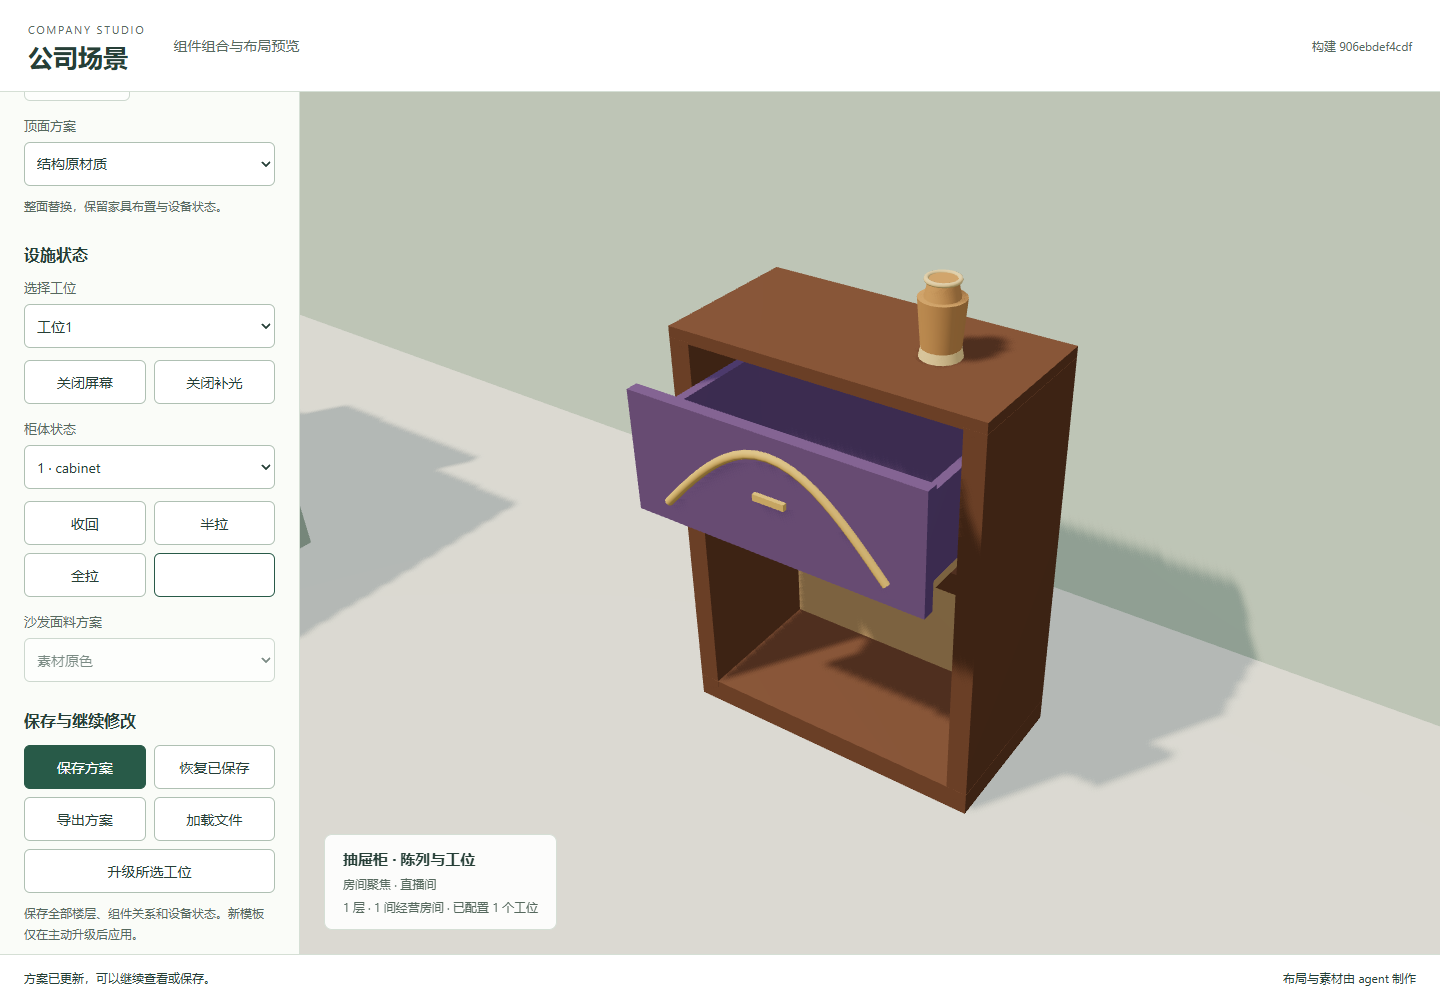 COMPANY STUDIO
公司场景
组件组合与布局预览
构建 906ebdef4cdf
顶面方案
结构原材质
整面替换，保留家具布置与设备状态。
设施状态
选择工位
工位1
关闭屏幕
关闭补光
柜体状态
1 · cabinet
收回
半拉
全拉
沙发面料方案
素材原色
保存与继续修改
保存方案
恢复已保存
导出方案
加载文件
升级所选工位
保存全部楼层、组件关系和设备状态。新模板
仅在主动升级后应用。
抽屉柜 · 陈列与工位
房间聚焦 · 直播间
1 层 · 1 间经营房间 · 已配置 1 个工位
方案已更新，可以继续查看或保存。
布局与素材由 agent 制作